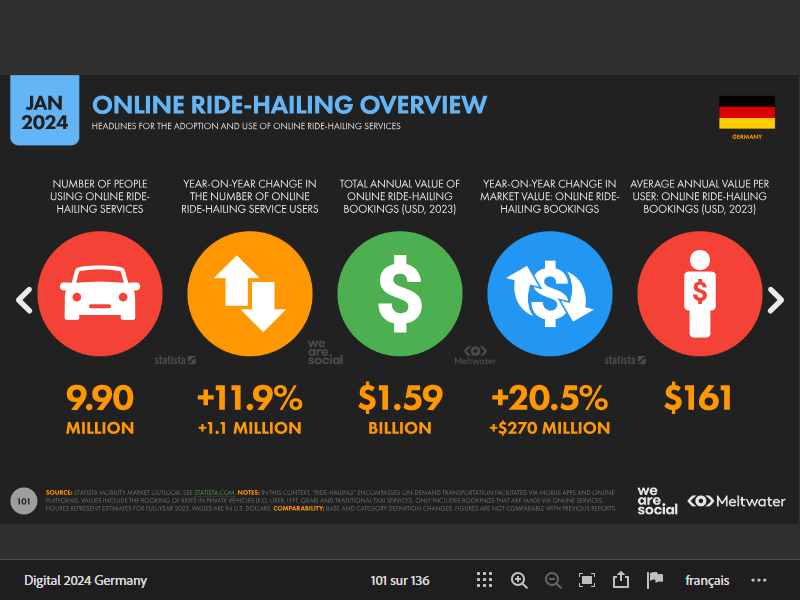 JAN
2024
ONLINE RIDE-HAILING OVERVIEW
HEADLINES FOR THE ADOPTION AND USE OF ONLINE RIDE-HAILING SERVICES
GERMANY
NUMBER OF PEOPLE
USING ONLINE RIDE-
HAILING SERVICES
YEAR-ON-YEAR CHANGE IN
THE NUMBER OF ONLINE
RIDE-HAILING SERVICE USERS
TOTAL ANNUAL VALUE OF
ONLINE RIDE-HAILING
BOOKINGS (USD, 2023)
YEAR-ON-YEAR CHANGE IN
MARKET VALUE: ONLINE RIDE-
HAILING BOOKINGS
AVERAGE ANNUAL VALUE PER
USER: ONLINE RIDE-HAILING
BOOKINGS (USD, 2023)
$
$
$
statista
we
are
social
Meltwater
statista
9.90
MILLION
+11.9%
+1.1 MILLION
$1.59
BILLION
+20.5%
+$270 MILLION
$161
101
SOURCE: STATISTA MOBILITY MARKET OUTLOOK. SEE STATISTA.COM. NOTES: IN THIS CONTEXT, "RIDE-HAILING" ENCOMPASSES ON-DEMAND TRANSPORTATION FACILITATED VIA MOBILE APPS AND ONLINE
PLATFORMS. VALUES INCLUDE THE BOOKING OF RIDES IN PRIVATE VEHICLES (E.G. UBER, LYFT, GRAB) AND TRADITIONAL TAXI SERVICES. ONLY INCLUDES BOOKINGS THAT ARE MADE VIA ONLINE SERVICES.
FIGURES REPRESENT ESTIMATES FOR FULL-YEAR 2023. VALUES ARE IN U.S. DOLLARS. COMPARABILITY: BASE AND CATEGORY DEFINITION CHANGES. FIGURES ARE NOT COMPARABLE WITH PREVIOUS REPORTS.
we
are
social
Meltwater
Digital 2024 Germany
101 sur 136
français